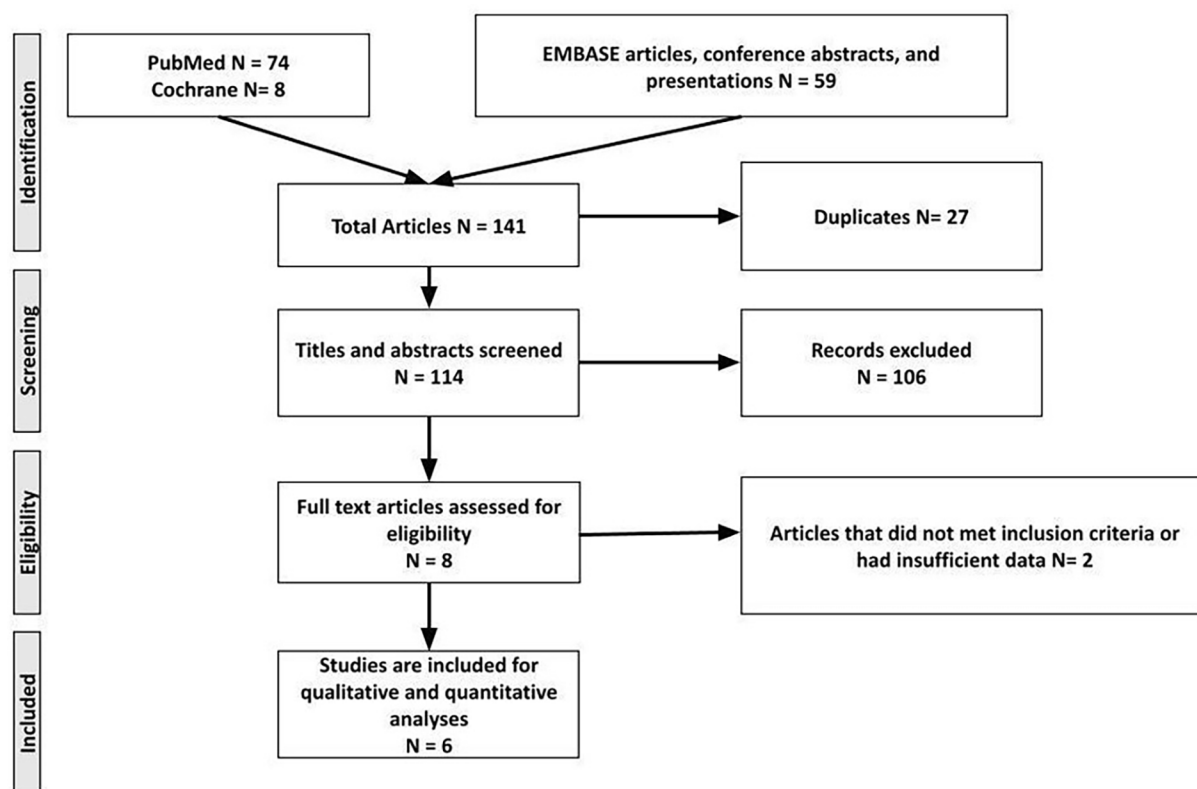 Identification
PubMed N = 74
Cochrane N= 8
EMBASE articles, conference abstracts, and
presentations N = 59
Total Articles N = 141
Duplicates N= 27
Screening
Titles and abstracts screened
N = 114
Records excluded
N = 106
Eligibility
Full text articles assessed for
eligibility
N = 8
Articles that did not met inclusion criteria or
had insufficient data N= 2
Included
Studies are included for
qualitative and quantitative
analyses
N = 6